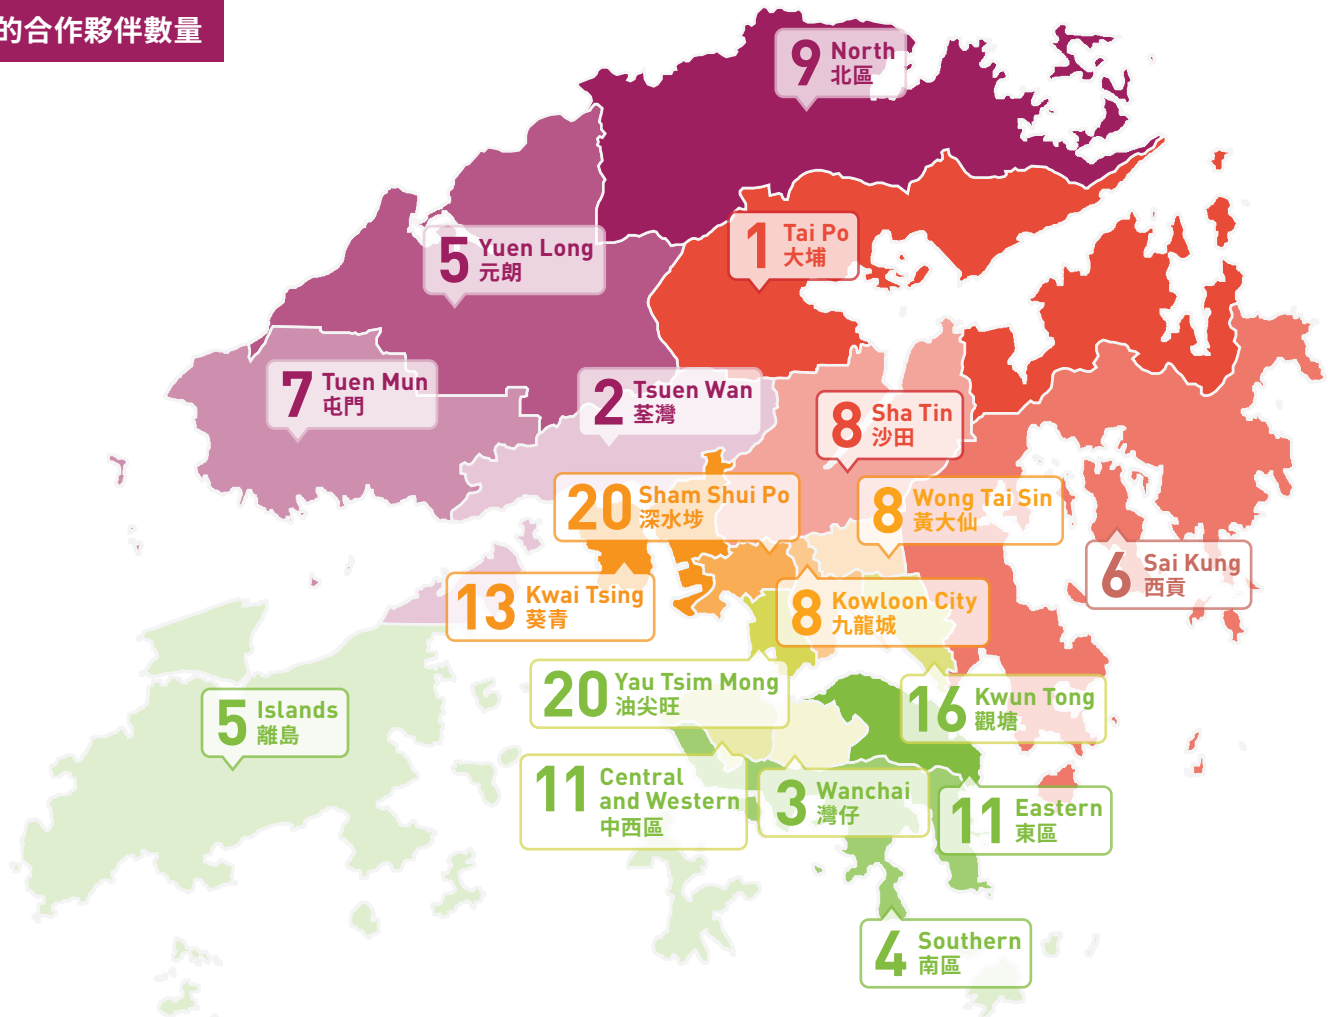 的合作夥伴數量
9 North
北區
1 Tai Po
大埔
5 Yuen Long
元朗
7 Tuen Mun
屯門
2 Tsuen Wan
荃灣
8 Sha Tin
沙田
20 Sham Shui Po
深水埗
8 Wong Tai Sin
黃大仙
6 Sai Kung
西貢
13 Kwai Tsing
葵青
8 Kowloon City
九龍城
20 Yau Tsim Mong
油尖旺
16 Kwun Tong
觀塘
5 Islands
離島
11 Central
and Western
中西區
3 Wanchai
灣仔
11 Eastern
東區
4 Southern
南區